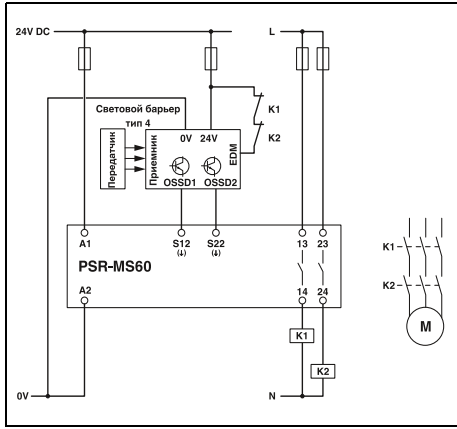 24V DC
L
Световой барьер
тип 4
K1
K2
0V 24V
EDM
Передатчик
Приемник
OSSD1 OSSD2
A1
S12
(↓)
S22
(↓)
13 23
PSR-MS60
K1
K2
A2
14 24
M
K1
K2
0V
N